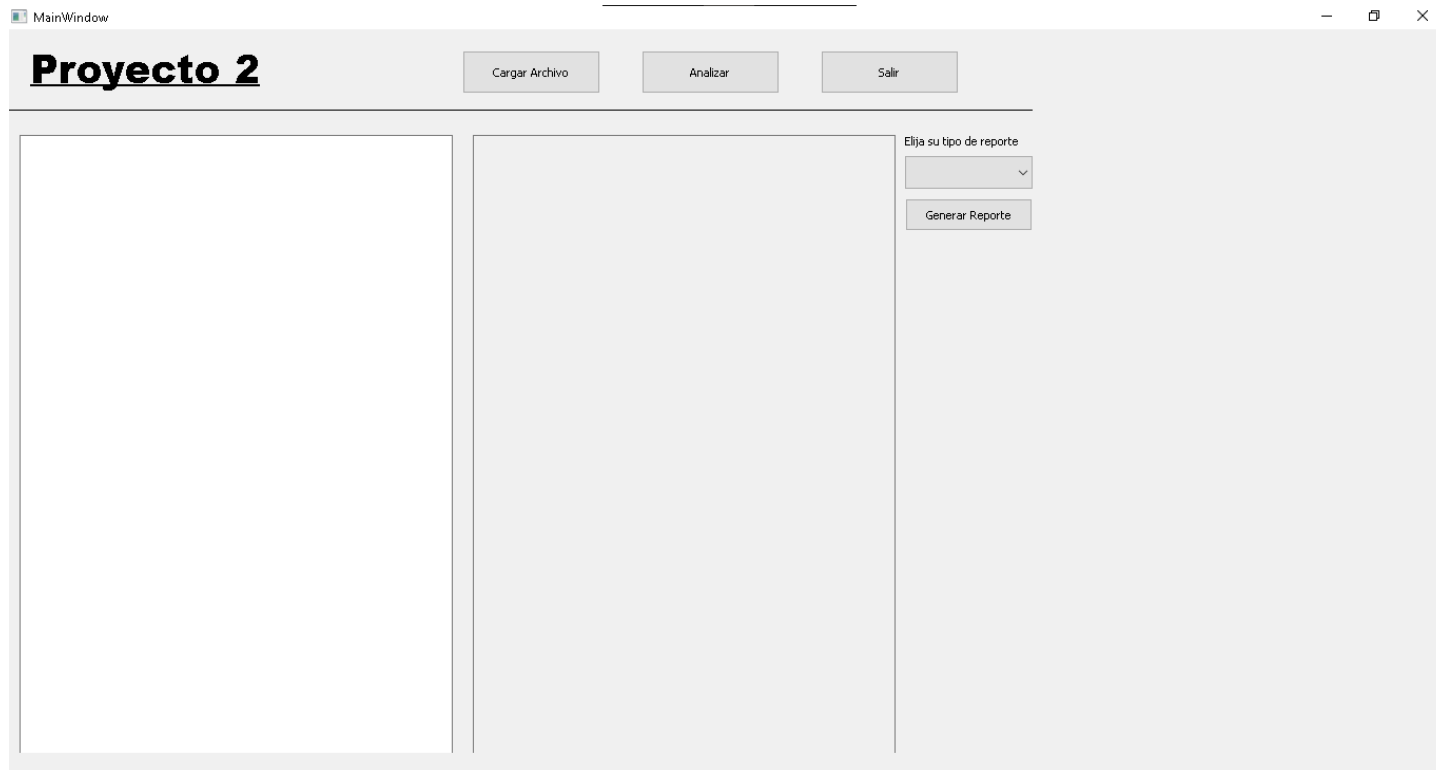 MainWindow
Proyecto 2
Cargar Archivo
Analizar
Salir
Elija su tipo de reporte
Generar Reporte